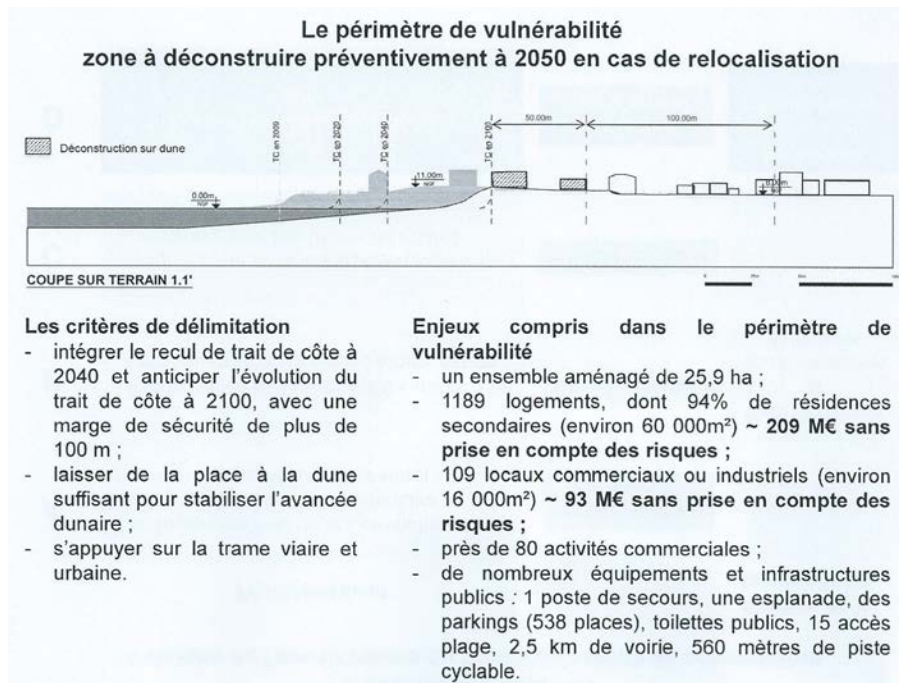 Le périmètre de vulnérabilité
zone à déconstruire préventivement à 2050 en cas de relocalisation
TC en 2009
TC en 2020
TC en 2040
TC en 2100
50.00m
100.00m
Déconstruction sur dune
0.00m
NGF
11.00m
NGF
NGF
COUPE SUR TERRAIN 1.1'
Les critères de délimitation
- intégrer le recul de trait de côte à
2040 et anticiper l'évolution du
trait de côte à 2100, avec une
marge de sécurité de plus de
100 m ;
- laisser de la place à la dune
suffisant pour stabiliser l'avancée
dunaire ;
- s'appuyer sur la trame viaire et
urbaine.
Enjeux compris dans le périmètre de
vulnérabilité
- un ensemble aménagé de 25,9 ha ;
- 1189 logements, dont 94% de résidences
secondaires (environ 60 000m²) ~ 209 M€ sans
prise en compte des risques ;
- 109 locaux commerciaux ou industriels (environ
16 000m²) ~ 93 M€ sans prise en compte des
risques ;
- près de 80 activités commerciales ;
- de nombreux équipements et infrastructures
publics : 1 poste de secours, une esplanade, des
parkings (538 places), toilettes publics, 15 accès
plage, 2,5 km de voirie, 560 mètres de piste
cyclable.